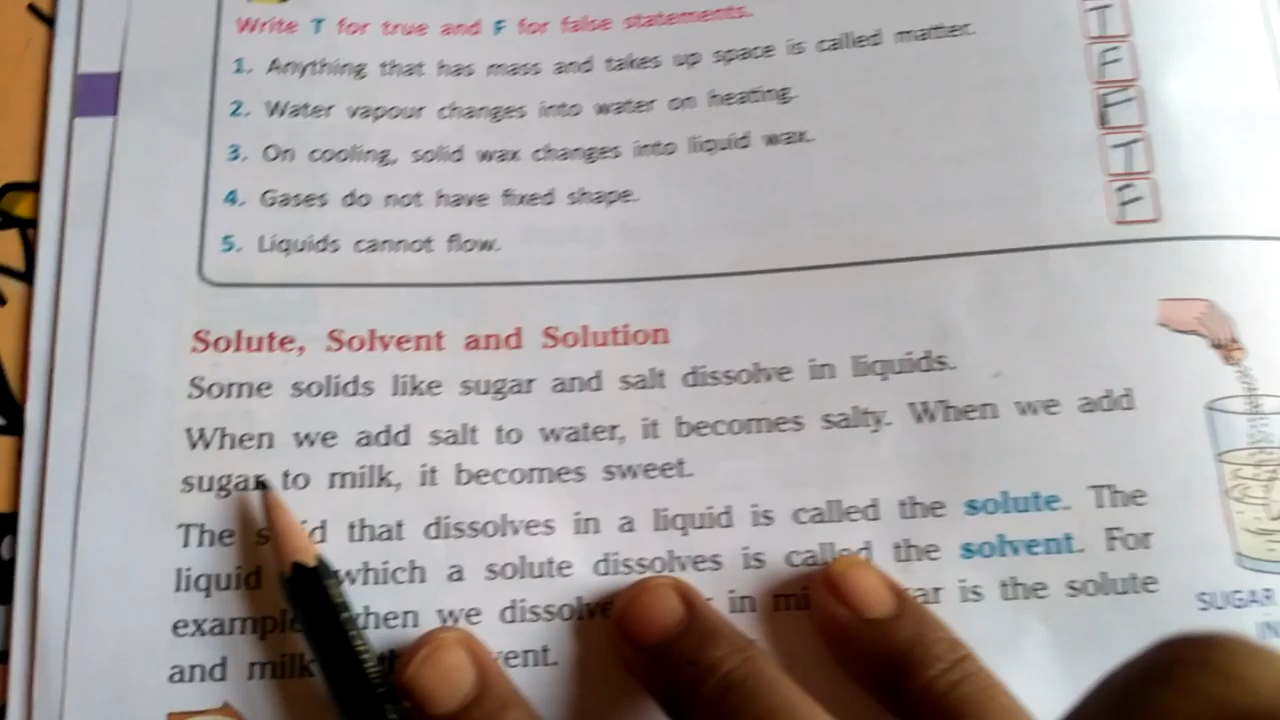 Write T for true and F for false statements.
1. Anything that has mass and takes up space is called matter. T
2. Water vapour changes into water on heating. F
3. On cooling, solid wax changes into liquid wax. F
4. Gases do not have fixed shape. T
5. Liquids cannot flow. F
Solute, Solvent and Solution
Some solids like sugar and salt dissolve in liquids.
When we add salt to water, it becomes salty. When we add
sugar to milk, it becomes sweet.
The that dissolves in a liquid is called the solute. The
liquid which a solute dissolves is called the solvent. For
example when we dissolve in is the solute
and milk
SUGAR
IN